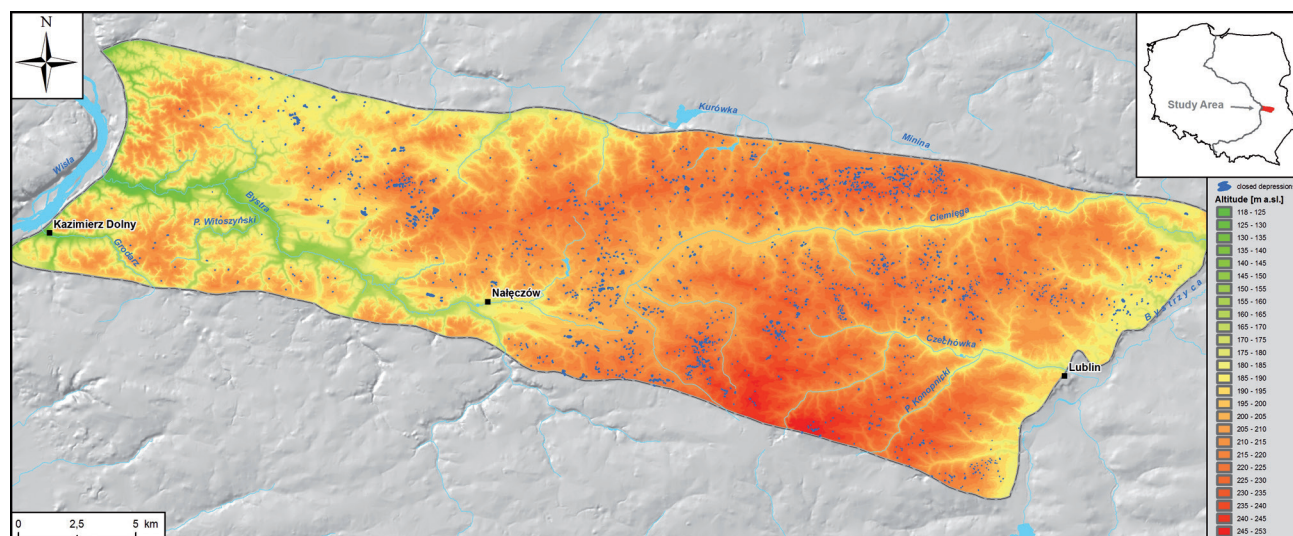 N
Study Area
Kurówka
Minina
Wisła
closed depression
Altitude [m a.sl.]
118 - 125
125 - 130
130 - 135
135 - 140
140 - 145
145 - 150
150 - 155
155 - 160
160 - 165
165 - 170
170 - 175
175 - 180
180 - 185
185 - 190
190 - 195
195 - 200
200 - 205
205 - 210
210 - 215
215 - 220
220 - 225
225 - 230
230 - 235
235 - 240
240 - 245
245 - 253
Bystra
Ciemięga
P. Witoszyński
Kazimierz Dolny
Grodarz
Nałęczów
Bystrzyca
Czechówka
Lublin
P. Konopnicki
0 2,5 5 km